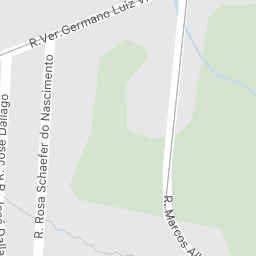 R. Ver. Germano Luiz
R. José Dallago
R. Rosa Schaefer do Nascimento
R. Marcos